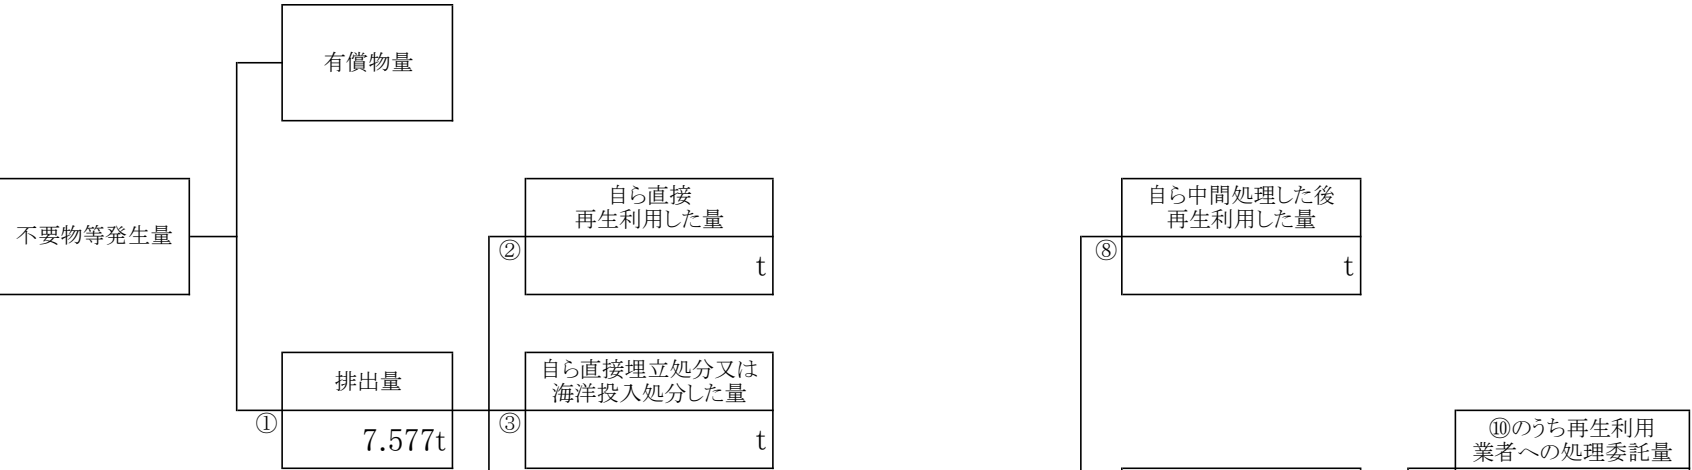 有償物量
不要物等発生量
自ら直接
再生利用した量
②
t
自ら中間処理した後
再生利用した量
⑧
t
排出量
①
7.577t
自ら直接埋立処分又は
海洋投入処分した量
③
t
⑩のうち再生利用
業者への処理委託量